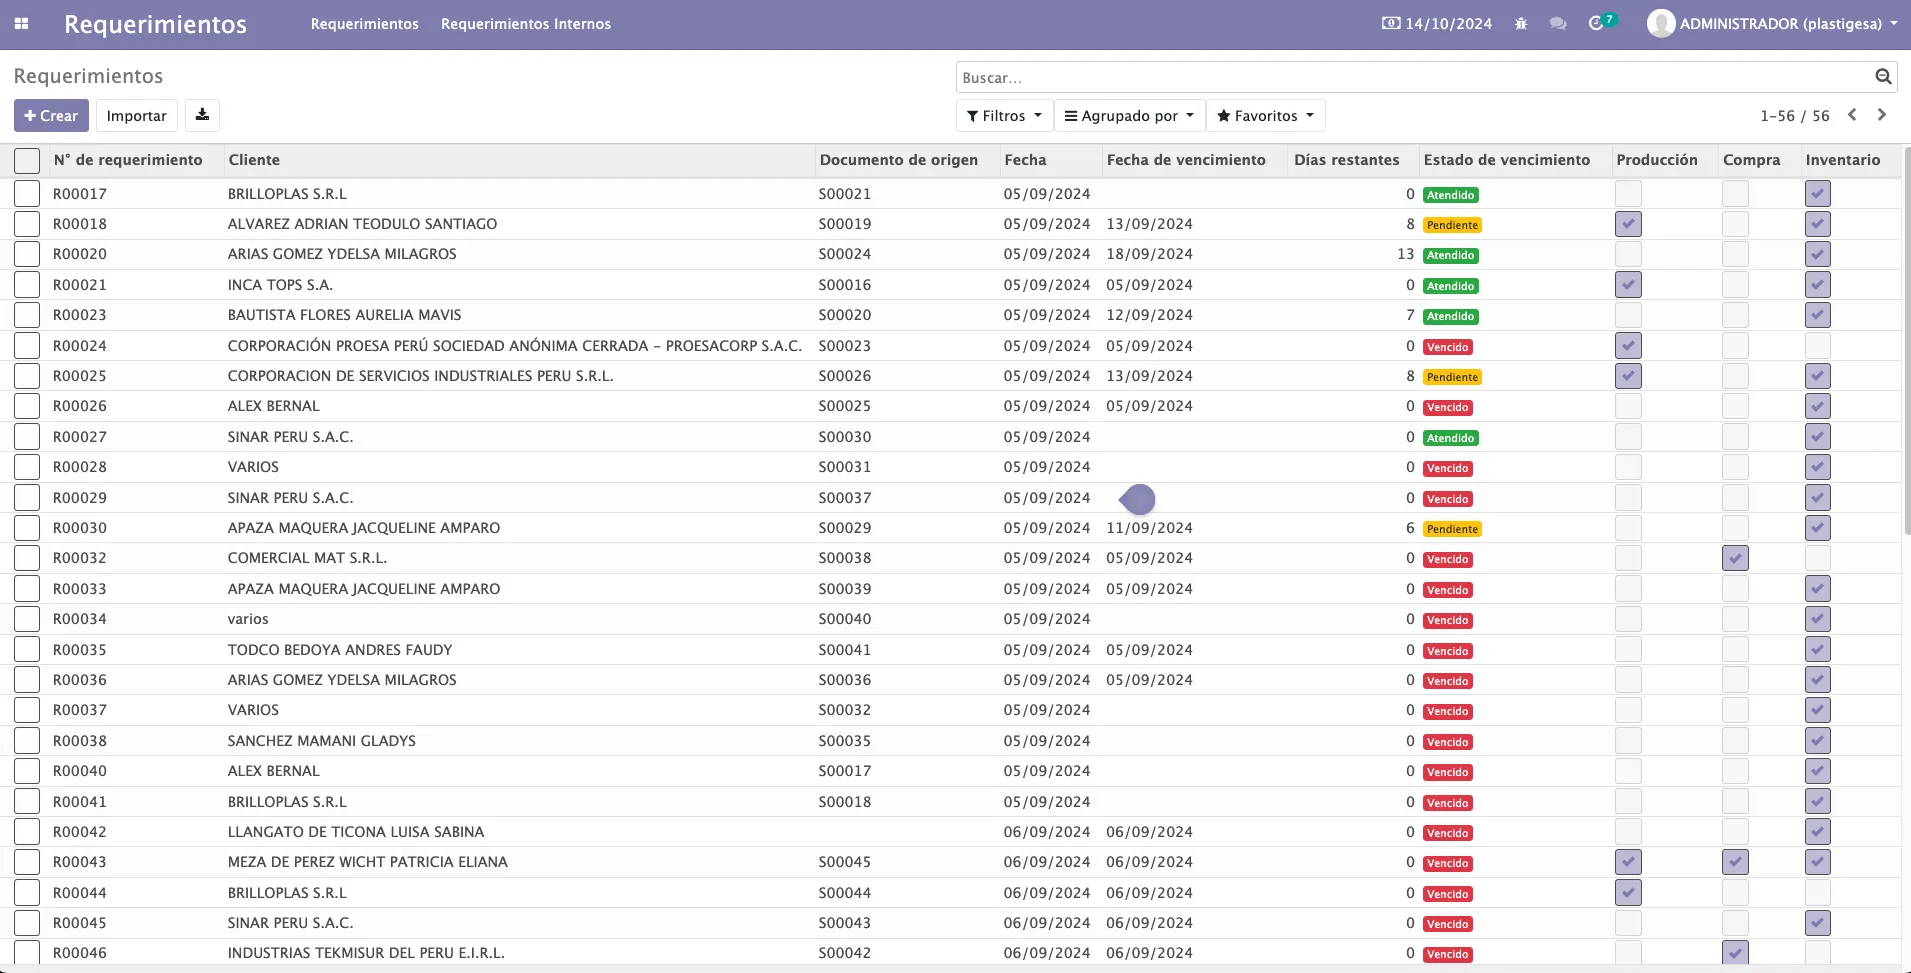 Requerimientos Requerimientos Requerimientos Internos 14/10/2024 7 ADMINISTRADOR (plastigesa)
Requerimientos Buscar...
Crear Importar Filtros Agrupado por Favoritos 1-56 / 56
N° de requerimiento Cliente Documento de origen Fecha Fecha de vencimiento Días restantes Estado de vencimiento Producción Compra Inventario
R00017 BRILLOPLAS S.R.L S00021 05/09/2024 0 Atendido
R00018 ALVAREZ ADRIAN TEODULO SANTIAGO S00019 05/09/2024 13/09/2024 8 Pendiente
R00020 ARIAS GOMEZ YDELSA MILAGROS S00024 05/09/2024 18/09/2024 13 Atendido
R00021 INCA TOPS S.A. S00016 05/09/2024 05/09/2024 0 Atendido
R00023 BAUTISTA FLORES AURELIA MAVIS S00020 05/09/2024 12/09/2024 7 Atendido
R00024 CORPORACIÓN PROESA PERÚ SOCIEDAD ANÓNIMA CERRADA - PROESACORP S.A.C. S00023 05/09/2024 05/09/2024 0 Vencido
R00025 CORPORACION DE SERVICIOS INDUSTRIALES PERU S.R.L. S00026 05/09/2024 13/09/2024 8 Pendiente
R00026 ALEX BERNAL S00025 05/09/2024 05/09/2024 0 Vencido
R00027 SINAR PERU S.A.C. S00030 05/09/2024 0 Atendido
R00028 VARIOS S00031 05/09/2024 0 Vencido
R00029 SINAR PERU S.A.C. S00037 05/09/2024 0 Vencido
R00030 APAZA MAQUERA JACQUELINE AMPARO S00029 05/09/2024 11/09/2024 6 Pendiente
R00032 COMERCIAL MAT S.R.L. S00038 05/09/2024 05/09/2024 0 Vencido
R00033 APAZA MAQUERA JACQUELINE AMPARO S00039 05/09/2024 05/09/2024 0 Vencido
R00034 varios S00040 05/09/2024 0 Vencido
R00035 TODCO BEDOYA ANDRES FAUDY S00041 05/09/2024 05/09/2024 0 Vencido
R00036 ARIAS GOMEZ YDELSA MILAGROS S00036 05/09/2024 05/09/2024 0 Vencido
R00037 VARIOS S00032 05/09/2024 0 Vencido
R00038 SANCHEZ MAMANI GLADYS S00035 05/09/2024 0 Vencido
R00040 ALEX BERNAL S00017 05/09/2024 0 Vencido
R00041 BRILLOPLAS S.R.L S00018 05/09/2024 0 Vencido
R00042 LLANGATO DE TICONA LUISA SABINA 06/09/2024 06/09/2024 0 Vencido
R00043 MEZA DE PEREZ WICHT PATRICIA ELIANA S00045 06/09/2024 06/09/2024 0 Vencido
R00044 BRILLOPLAS S.R.L S00044 06/09/2024 06/09/2024 0 Vencido
R00045 SINAR PERU S.A.C. S00043 06/09/2024 06/09/2024 0 Vencido
R00046 INDUSTRIAS TEKMISUR DEL PERU E.I.R.L. S00042 06/09/2024 06/09/2024 0 Vencido